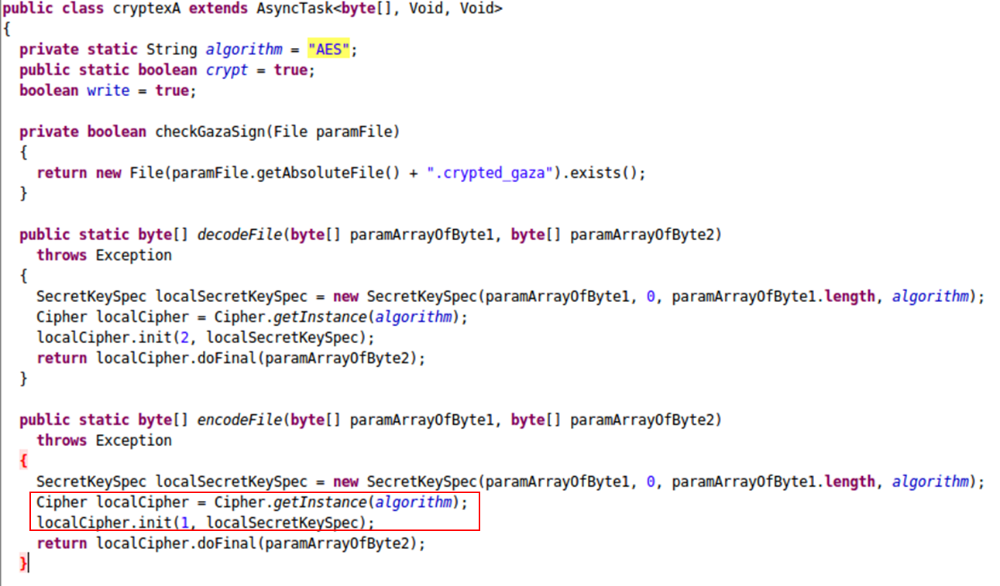 public class cryptexA extends AsyncTask<byte[], Void, Void>
{
private static String algorithm = "AES";
public static boolean crypt = true;
boolean write = true;
private boolean checkGazaSign(File paramFile)
{
return new File(paramFile.getAbsoluteFile() + ".crypted_gaza").exists();
}
public static byte[] decodeFile(byte[] paramArrayOfByte1, byte[] paramArrayOfByte2)
throws Exception
{
SecretKeySpec localSecretKeySpec = new SecretKeySpec(paramArrayOfByte1, 0, paramArrayOfByte1.length, algorithm);
Cipher localCipher = Cipher.getInstance(algorithm);
localCipher.init(2, localSecretKeySpec);
return localCipher.doFinal(paramArrayOfByte2);
}
public static byte[] encodeFile(byte[] paramArrayOfByte1, byte[] paramArrayOfByte2)
throws Exception
{
SecretKeySpec localSecretKeySpec = new SecretKeySpec(paramArrayOfByte1, 0, paramArrayOfByte1.length, algorithm);
Cipher localCipher = Cipher.getInstance(algorithm);
localCipher.init(1, localSecretKeySpec);
return localCipher.doFinal(paramArrayOfByte2);
}